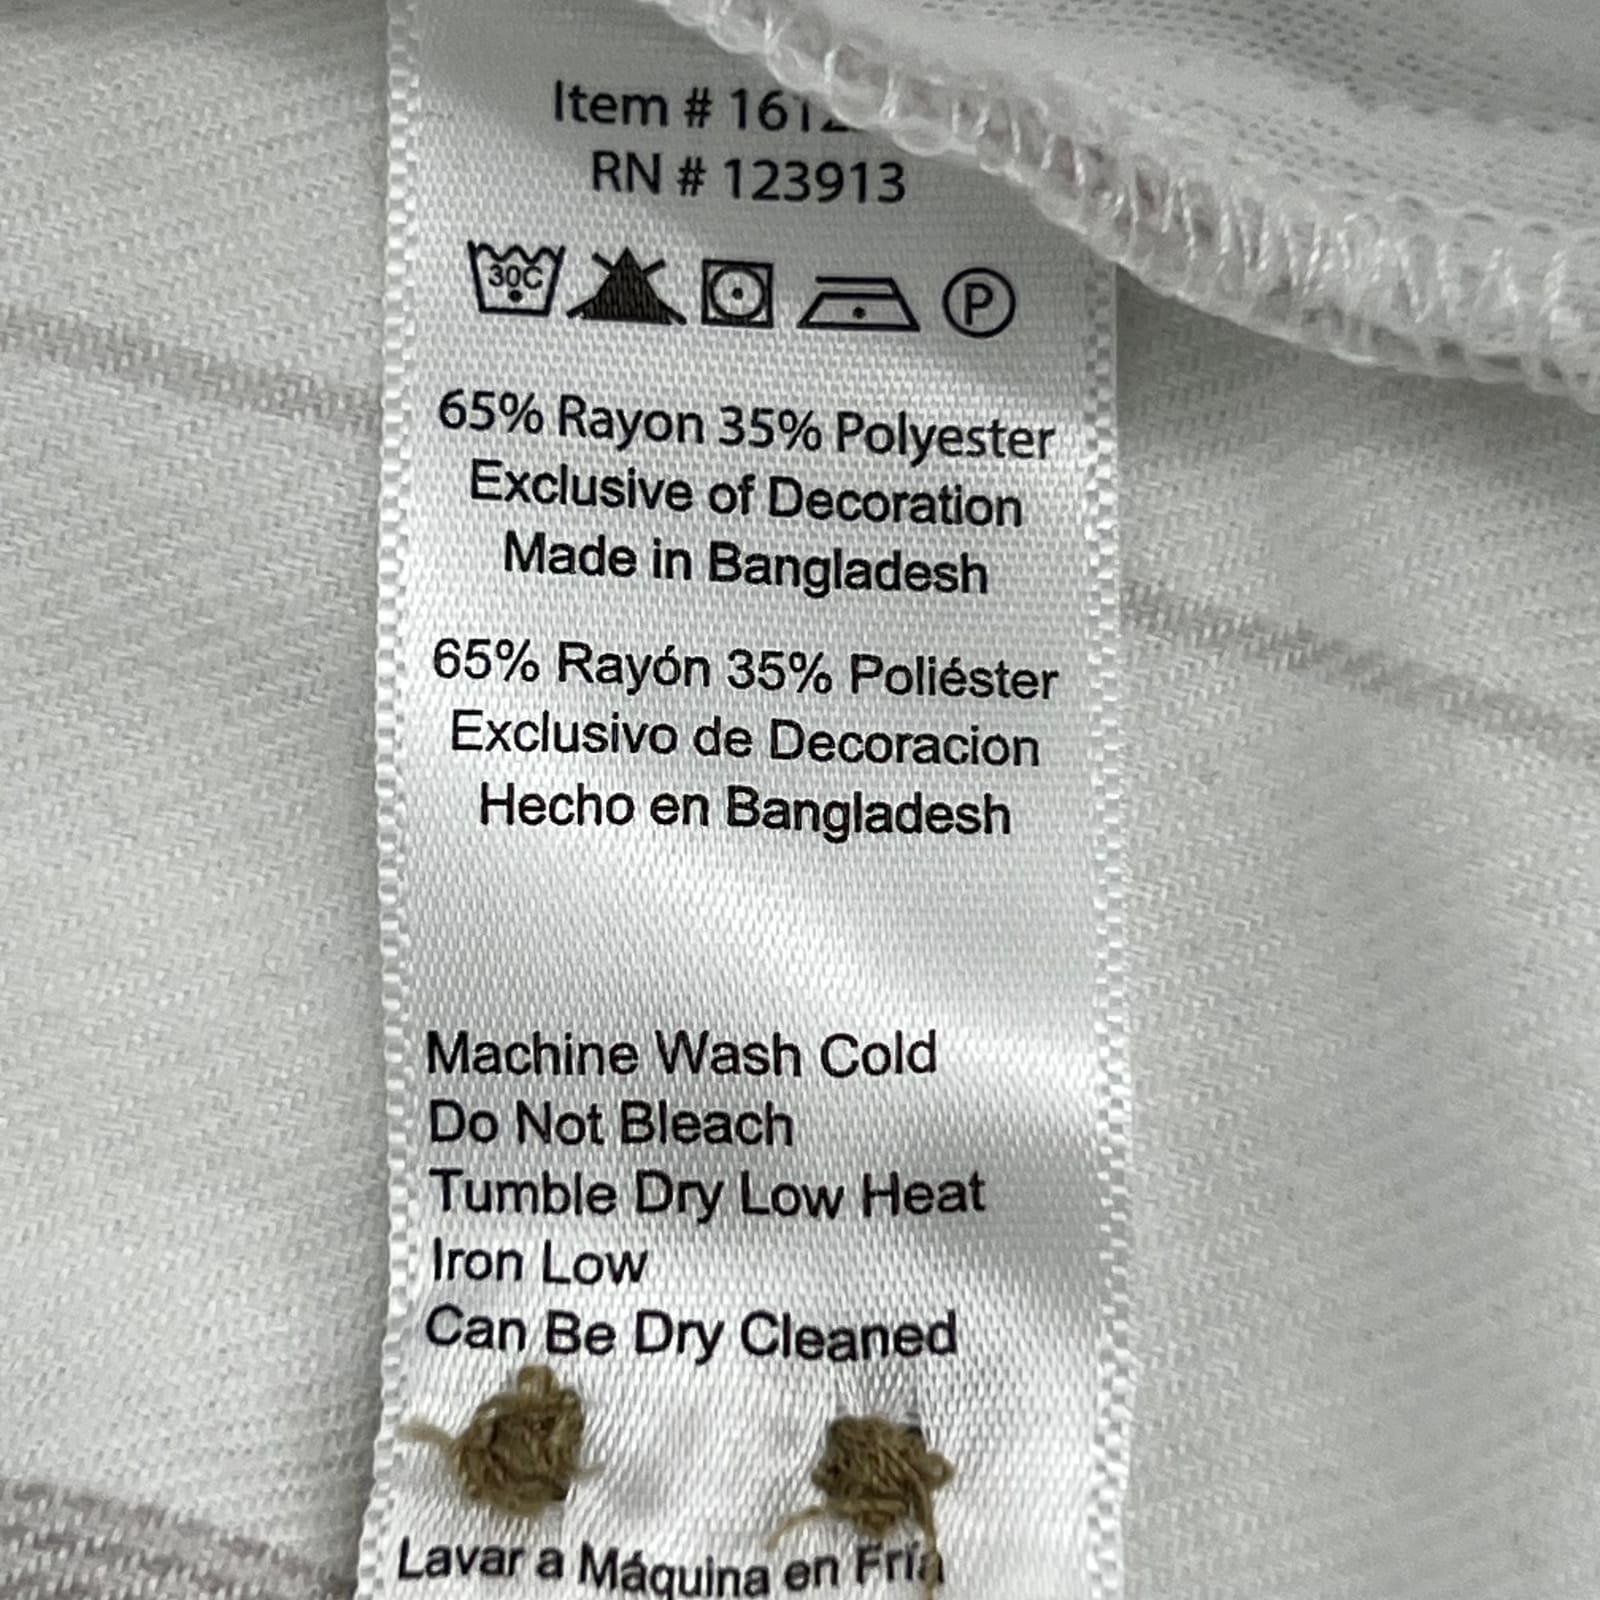 Item #
RN # 123913
30C
P
65% Rayon 35% Polyester
Exclusive of Decoration
Made in Bangladesh
65% Rayón 35% Poliéster
Exclusivo de Decoracion
Hecho en Bangladesh
Machine Wash Cold
Do Not Bleach
Tumble Dry Low Heat
Iron Low
Can Be Dry Cleaned
Lavar a Máquina en Fría